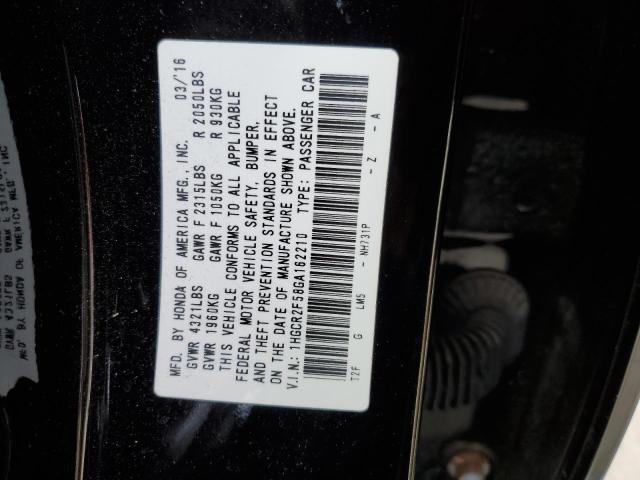 MFD. BY HONDA OF AMERICA MFG., INC. 03/'16
GVWR 4321LBS GAWR F 2315LBS R 2050LBS
GVWR 1960KG GAWR F 1050KG R 930KG
THIS VEHICLE CONFORMS TO ALL APPLICABLE
FEDERAL MOTOR VEHICLE SAFETY, BUMPER,
AND THEFT PREVENTION STANDARDS IN EFFECT
ON THE DATE OF MANUFACTURE SHOWN ABOVE.
V.I.N.: 1HGCR2F58GA162210 TYPE: PASSENGER CAR
T2F G LM5 - NH731P - Z - A